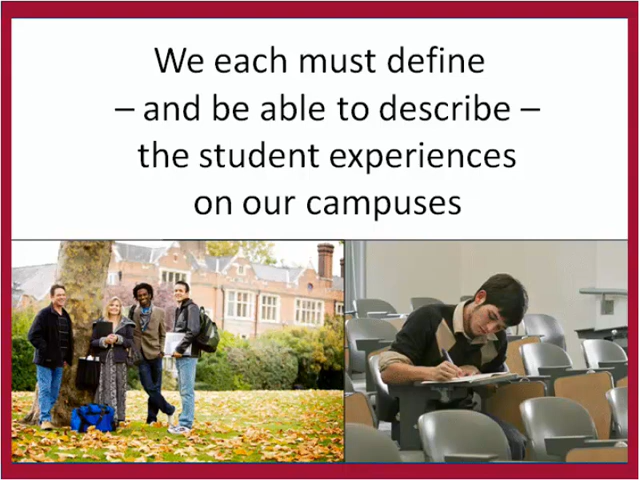 We each must define
– and be able to describe –
the student experiences
on our campuses